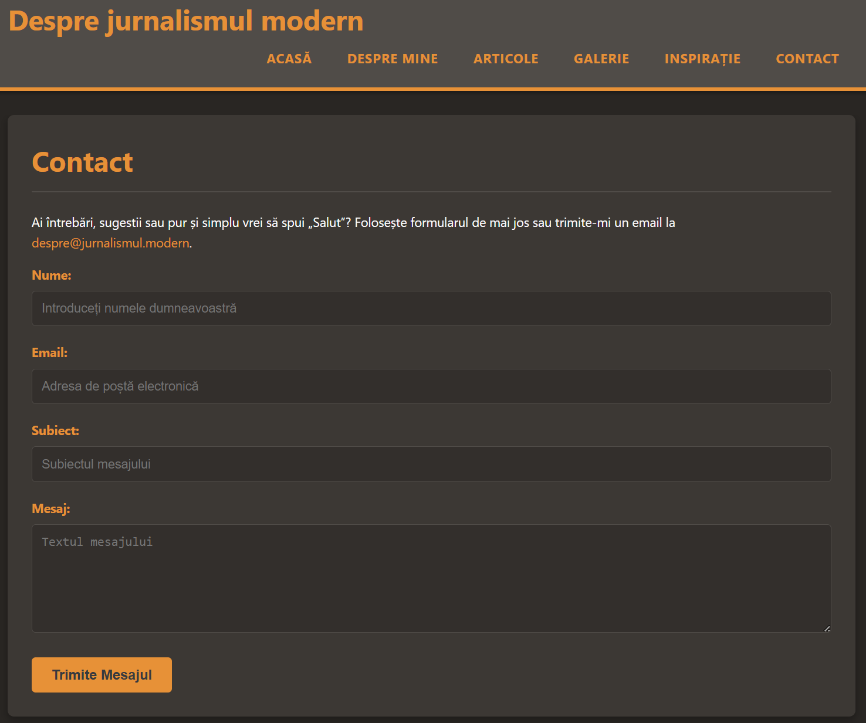 Despre jurnalismul modern
ACASĂ DESPRE MINE ARTICOLE GALERIE INSPIRAȚIE CONTACT
Contact
Ai întrebări, sugestii sau pur și simplu vrei să spui „Salut”? Folosește formularul de mai jos sau trimite-mi un email la
despre@jurnalismul.modern.
Nume:
Introduceți numele dumneavoastră
Email:
Adresa de poștă electronică
Subiect:
Subiectul mesajului
Mesaj:
Textul mesajului
Trimite Mesajul